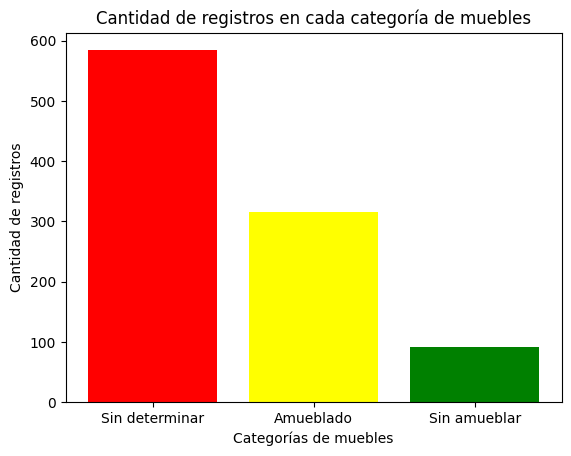 Cantidad de registros en cada categoría de muebles
Cantidad de registros
600
500
400
300
200
100
0
Sin determinar
Amueblado
Sin amueblar
Categorías de muebles